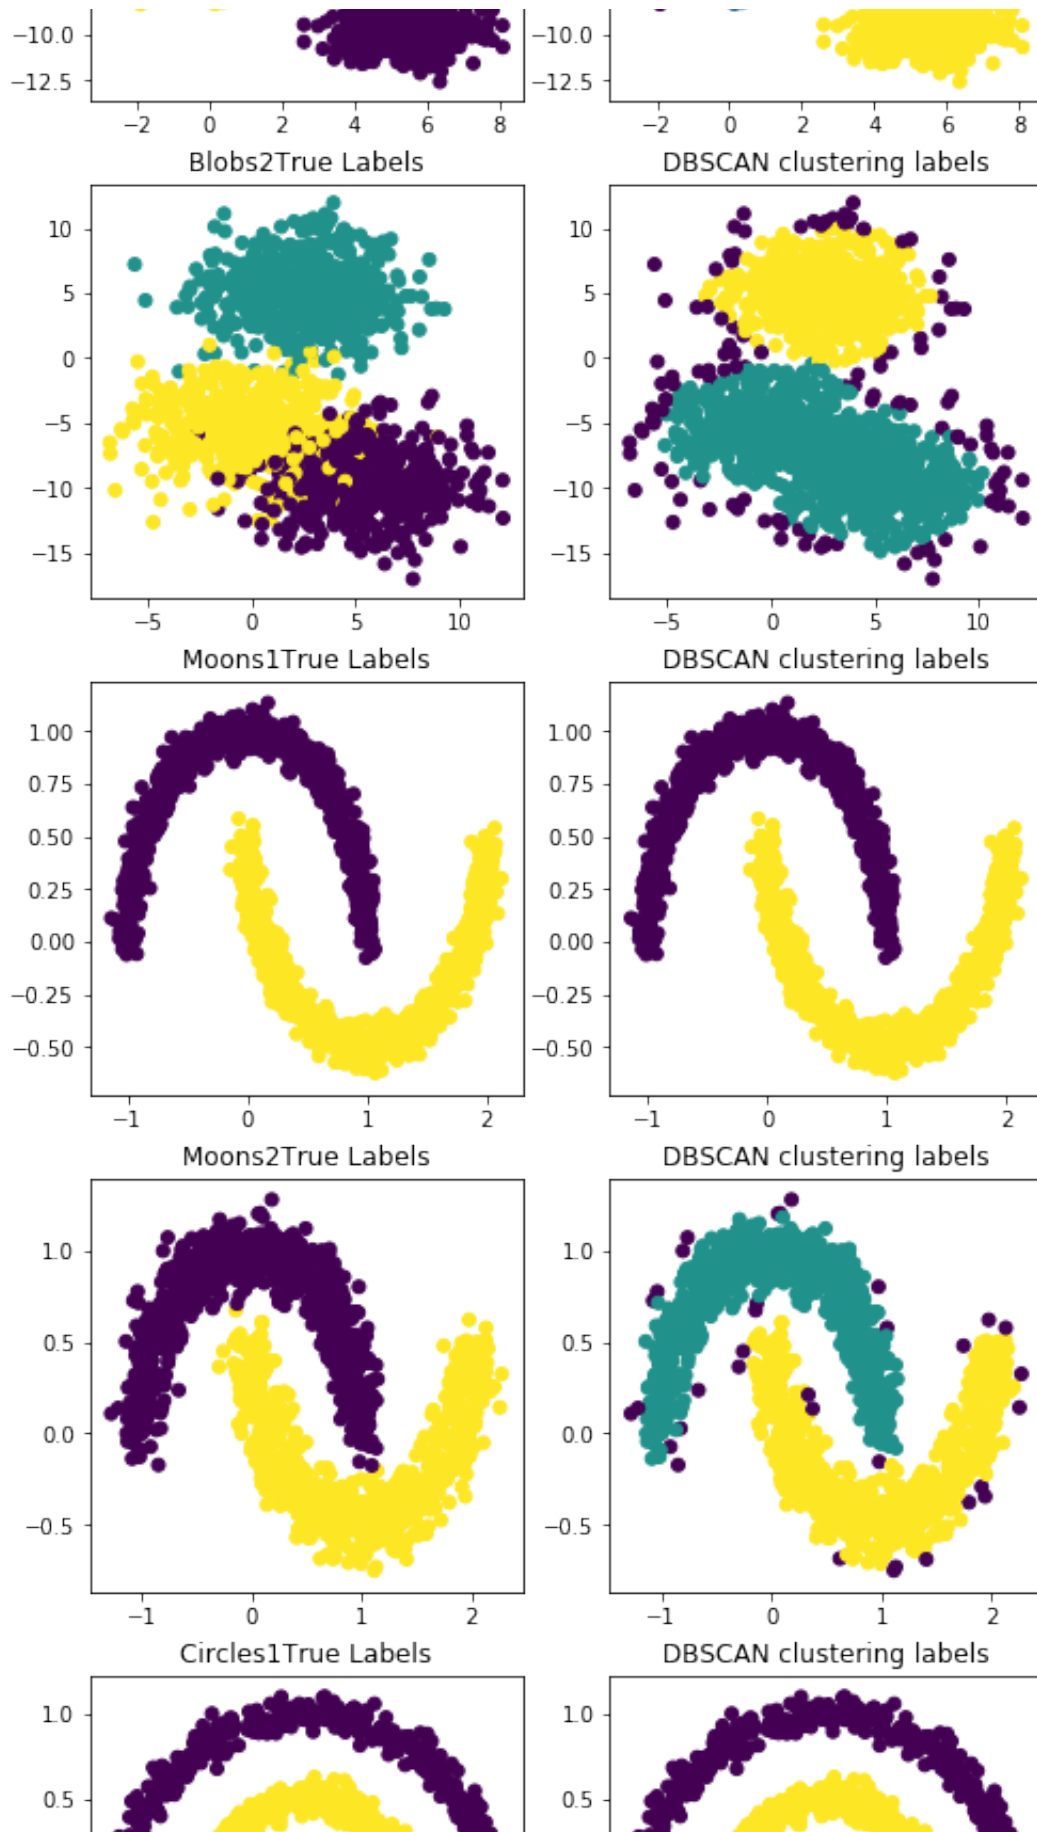 −10.0 −10.0
−12.5 −12.5
−2 0 2 4 6 8 −2 0 2 4 6 8
Blobs2True Labels DBSCAN clustering labels
10 10
5 5
0 0
−5 −5
−10 −10
−15 −15
−5 0 5 10 −5 0 5 10
Moons1True Labels DBSCAN clustering labels
1.00 1.00
0.75 0.75
0.50 0.50
0.25 0.25
0.00 0.00
−0.25 −0.25
−0.50 −0.50
−1 0 1 2 −1 0 1 2
Moons2True Labels DBSCAN clustering labels
1.0 1.0
0.5 0.5
0.0 0.0
−0.5 −0.5
−1 0 1 2 −1 0 1 2
Circles1True Labels DBSCAN clustering labels
1.0 1.0
0.5 0.5